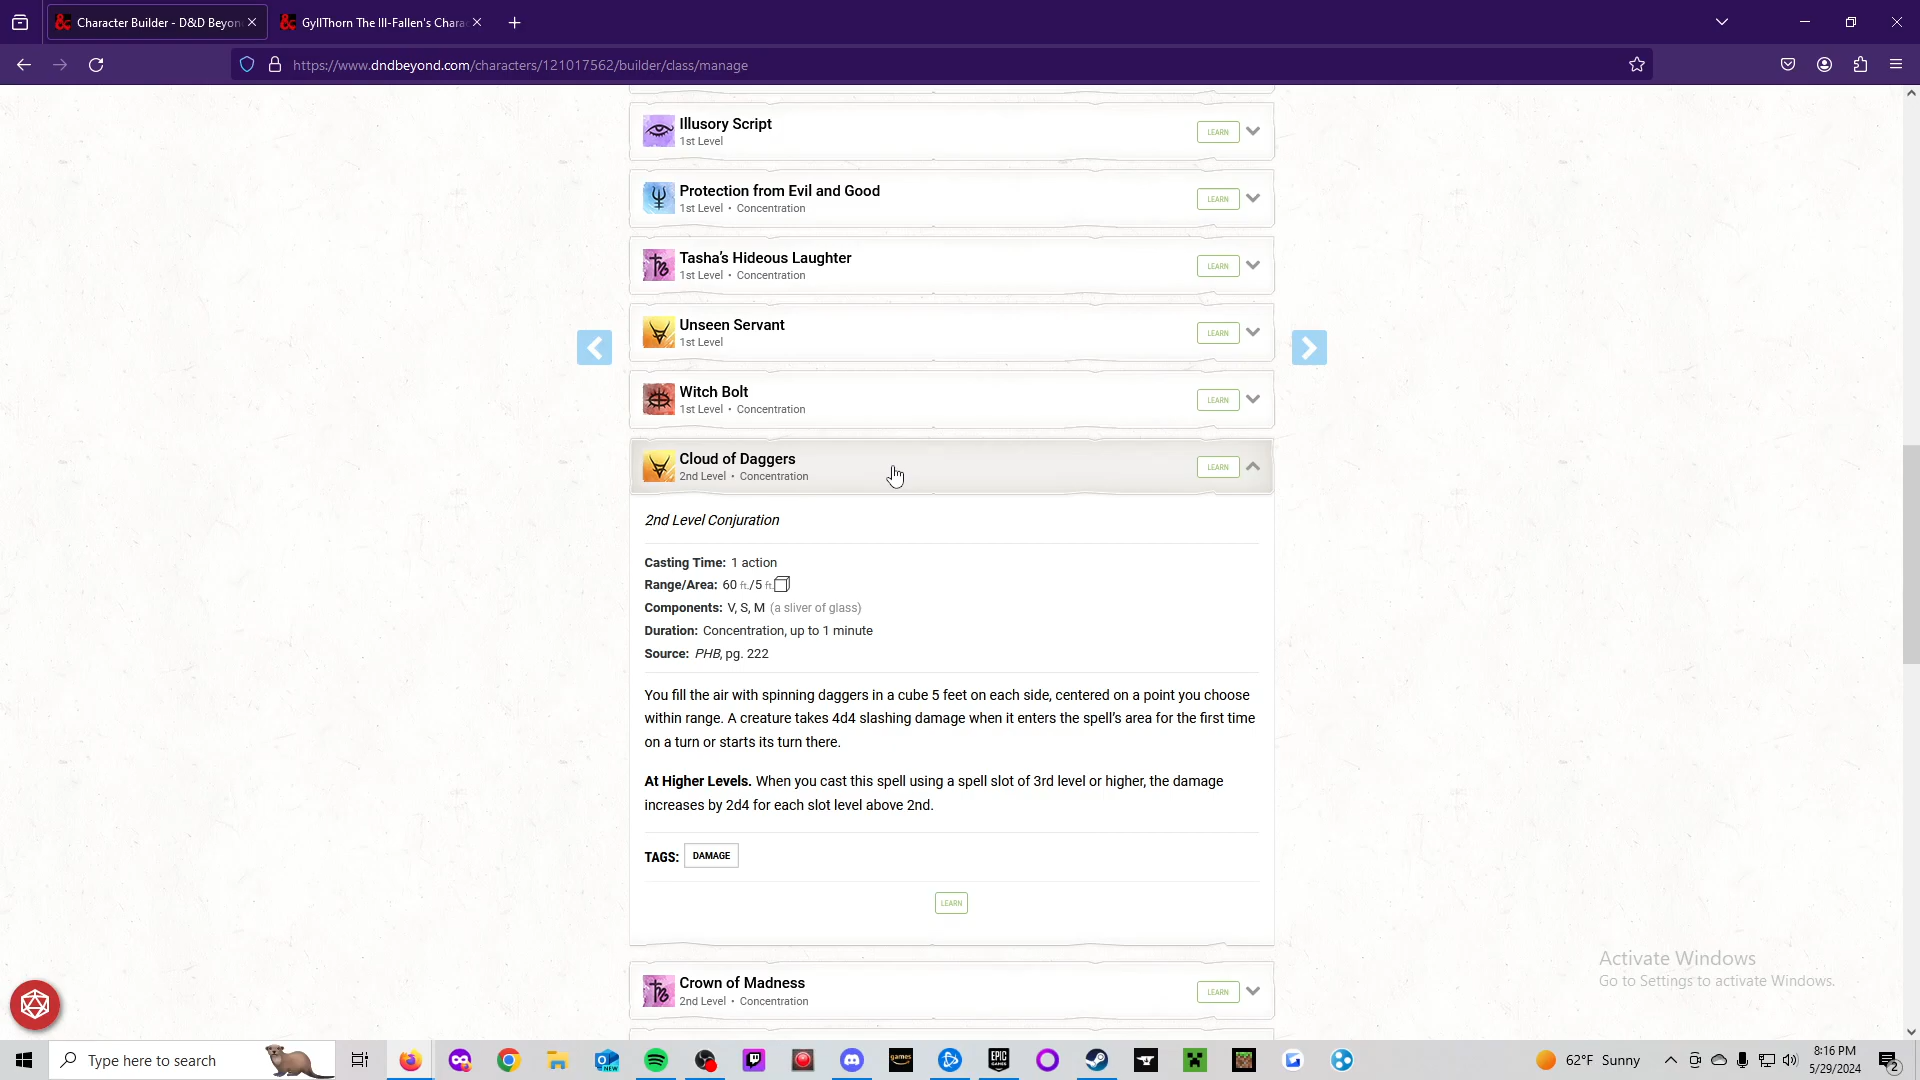 Character Builder - D&D Beyon
GyllThorn The Ill-Fallen's Chara
https://www.dndbeyond.com/characters/121017562/builder/class/manage
Illusory Script
1st Level
LEARN
Protection from Evil and Good
1st Level • Concentration
LEARN
Tasha's Hideous Laughter
1st Level • Concentration
LEARN
Unseen Servant
1st Level
LEARN
Witch Bolt
1st Level • Concentration
LEARN
Cloud of Daggers
2nd Level • Concentration
LEARN
2nd Level Conjuration
Casting Time: 1 action
Range/Area: 60 ft./5 ft.
Components: V, S, M (a sliver of glass)
Duration: Concentration, up to 1 minute
Source: PHB, pg. 222
You fill the air with spinning daggers in a cube 5 feet on each side, centered on a point you choose
within range. A creature takes 4d4 slashing damage when it enters the spell's area for the first time
on a turn or starts its turn there.
At Higher Levels. When you cast this spell using a spell slot of 3rd level or higher, the damage
increases by 2d4 for each slot level above 2nd.
TAGS: DAMAGE
LEARN
Crown of Madness
2nd Level • Concentration
LEARN
Activate Windows
Go to Settings to activate Windows.
Type here to search
NEW
games
EPIC
GAMES
62°F Sunny
8:16 PM
5/29/2024
2